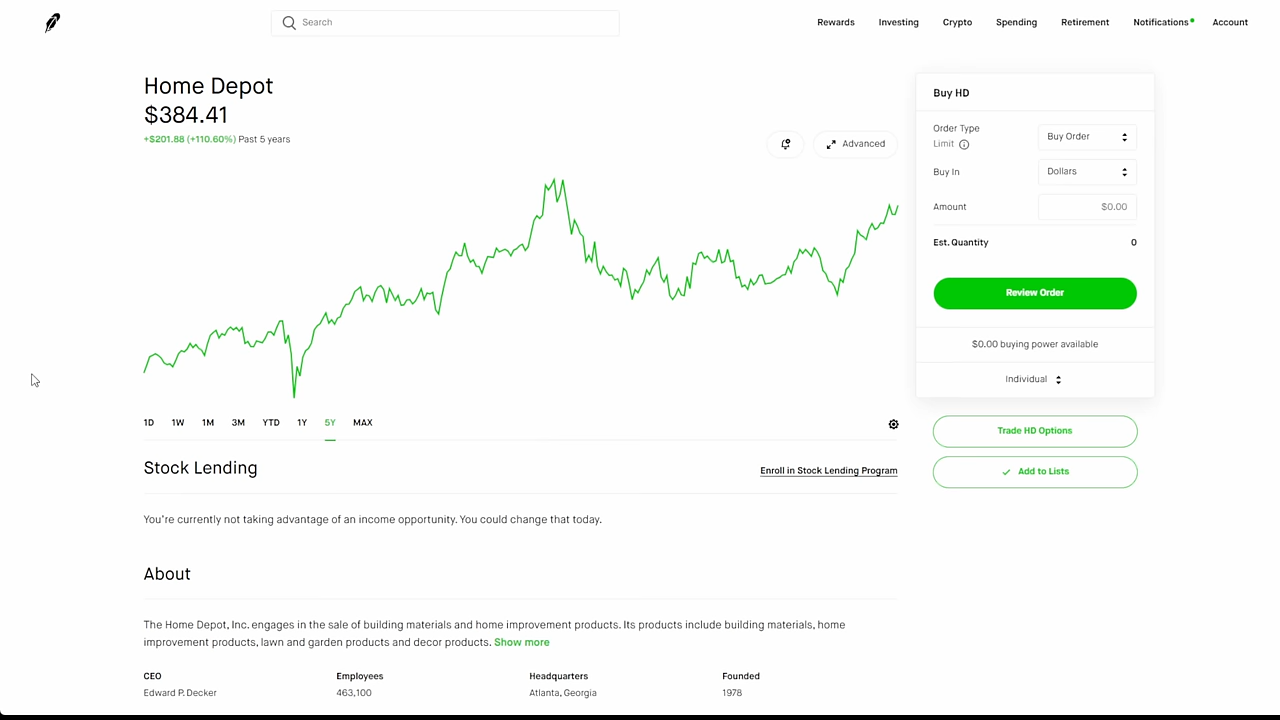 Search
Rewards Investing Crypto Spending Retirement Notifications Account
Home Depot
$384.41
+$201.88 (+110.60%) Past 5 years
Advanced
1D 1W 1M 3M YTD 1Y 5Y MAX
Buy HD
Order Type
Limit
Buy Order
Buy In Dollars
Amount $0.00
Est. Quantity 0
Review Order
$0.00 buying power available
Individual
Trade HD Options
Add to Lists
Stock Lending
Enroll in Stock Lending Program
You're currently not taking advantage of an income opportunity. You could change that today.
About
The Home Depot, Inc. engages in the sale of building materials and home improvement products. Its products include building materials, home
improvement products, lawn and garden products and decor products. Show more
CEO Employees Headquarters Founded
Edward P. Decker 463,100 Atlanta, Georgia 1978